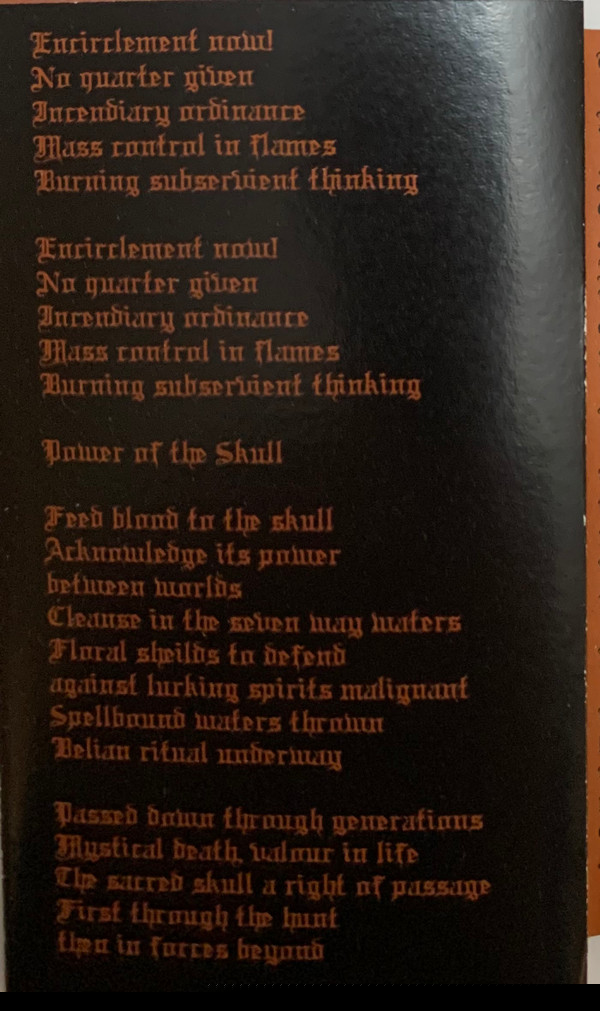 Encirclement now!
No quarter given
Incendiary ordinance
Mass control in flames
Burning subservient thinking
Encirclement now!
No quarter given
Incendiary ordinance
Mass control in flames
Burning subservient thinking
Power of the Skull
Feed blood to the skull
Acknowledge its power
between worlds
Cleanse in the seven way waters
Floral sheilds to defend
against lurking spirits malignant
Spellbound waters thrown
Velian ritual underway
Passed down through generations
Mystical death, valour in life
The sacred skull a right of passage
First through the hunt
then in forces beyond